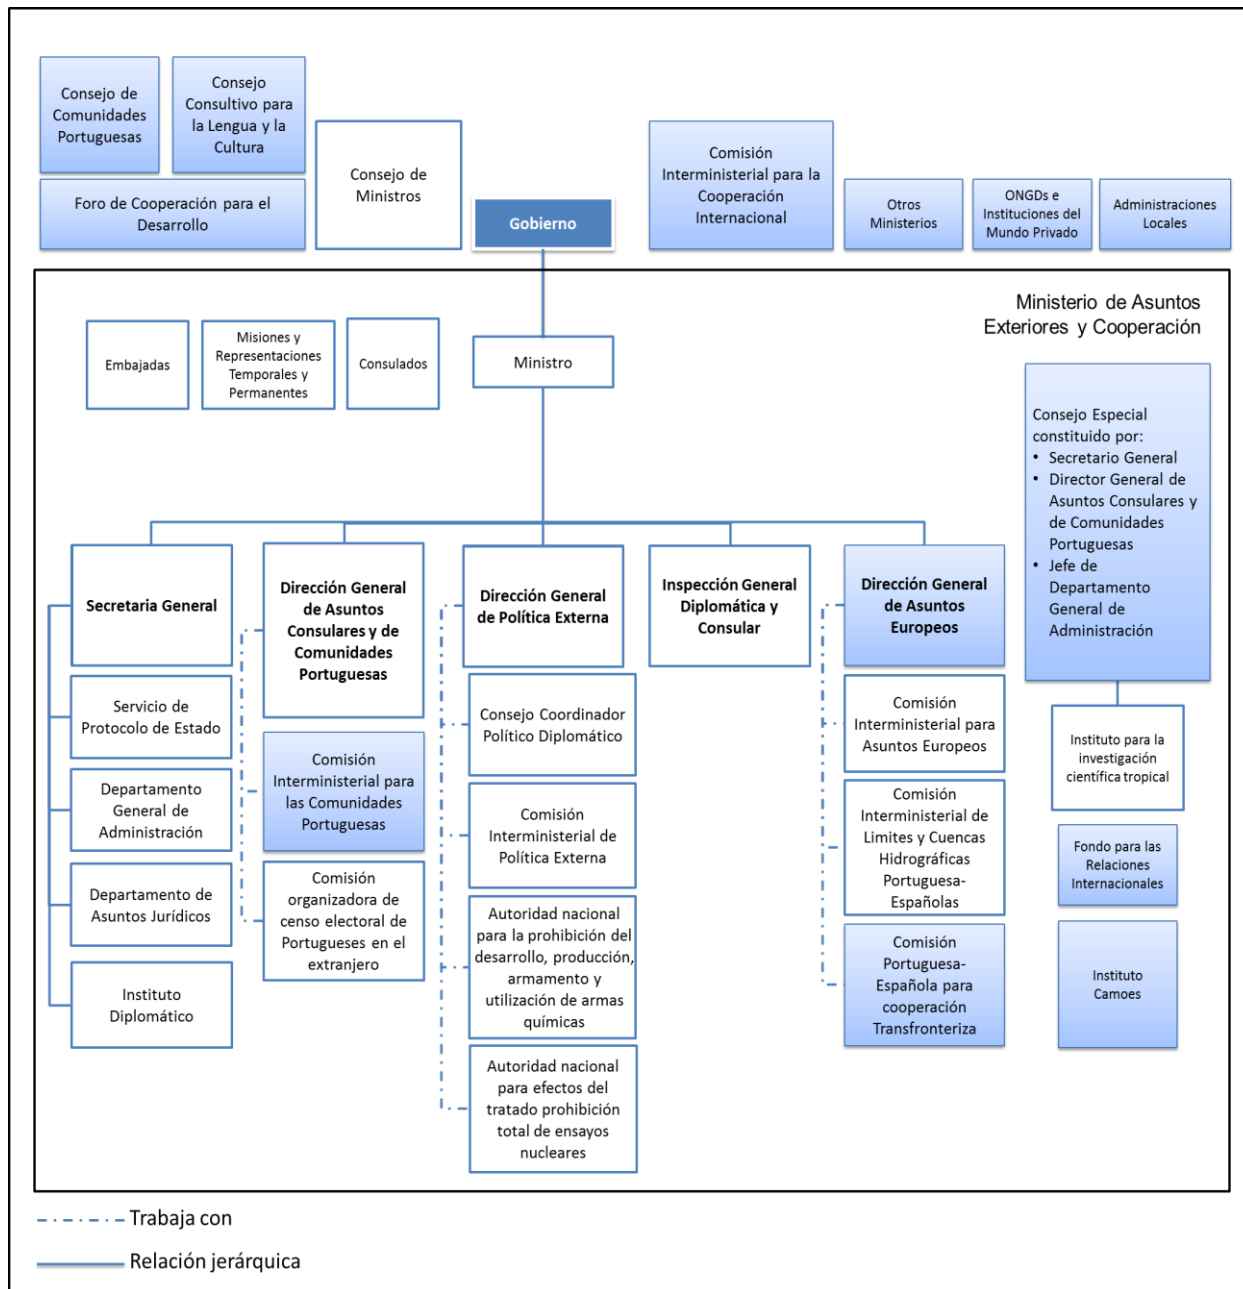 Consejo de
Comunidades
Portuguesas
Consejo
Consultivo para
la Lengua y la
Cultura
Foro de Cooperación para el
Desarrollo
Consejo de
Ministros
Gobierno
Comisión
Interministerial para la
Cooperación
Internacional
Otros
Ministerios
ONGDs e
Instituciones del
Mundo Privado
Administraciones
Locales
Ministerio de Asuntos
Exteriores y Cooperación
Embajadas
Misiones y
Representaciones
Temporales y
Permanentes
Consulados
Ministro
Consejo Especial
constituido por:
• Secretario General
• Director General de
Asuntos Consulares y
de Comunidades
Portuguesas
• Jefe de
Departamento
General de
Administración
Secretaria General
Servicio de
Protocolo de Estado
Departamento
General de
Administración
Departamento de
Asuntos Jurídicos
Instituto
Diplomático
Dirección General
de Asuntos
Consulares y de
Comunidades
Portuguesas
Comisión
Interministerial para
las Comunidades
Portuguesas
Comisión
organizadora de
censo electoral de
Portugueses en el
extranjero
Dirección General
de Política Externa
Consejo Coordinador
Político Diplomático
Comisión
Interministerial de
Política Externa
Autoridad nacional
para la prohibición del
desarrollo, producción,
armamento y
utilización de armas
químicas
Autoridad nacional
para efectos del
tratado prohibición
total de ensayos
nucleares
Inspección General
Diplomática y
Consular
Dirección General
de Asuntos
Europeos
Comisión
Interministerial para
Asuntos Europeos
Comisión
Interministerial de
Limites y Cuencas
Hidrográficas
Portuguesa-
Españolas
Comisión
Portuguesa-
Española para
cooperación
Transfronteriza
Instituto para la
investigación
científica tropical
Fondo para las
Relaciones
Internacionales
Instituto
Camoes
Trabaja con
Relación jerárquica